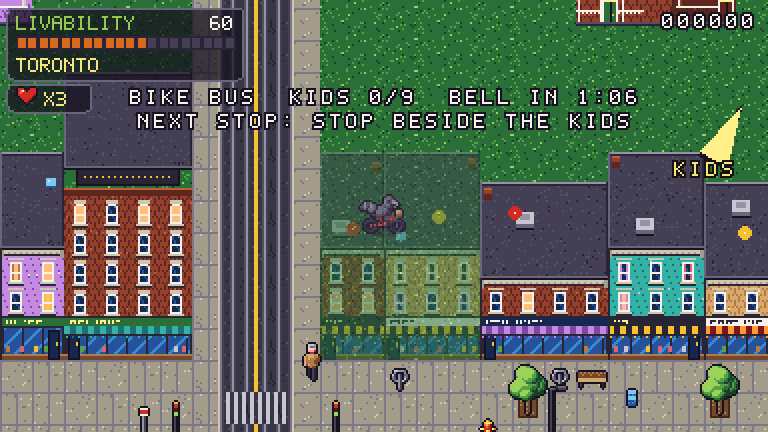 LIVABILITY 60
000000
TORONTO
X3
BIKE BUS KIDS 0/9 BELL IN 1:06
NEXT STOP: STOP BESIDE THE KIDS
KIDS